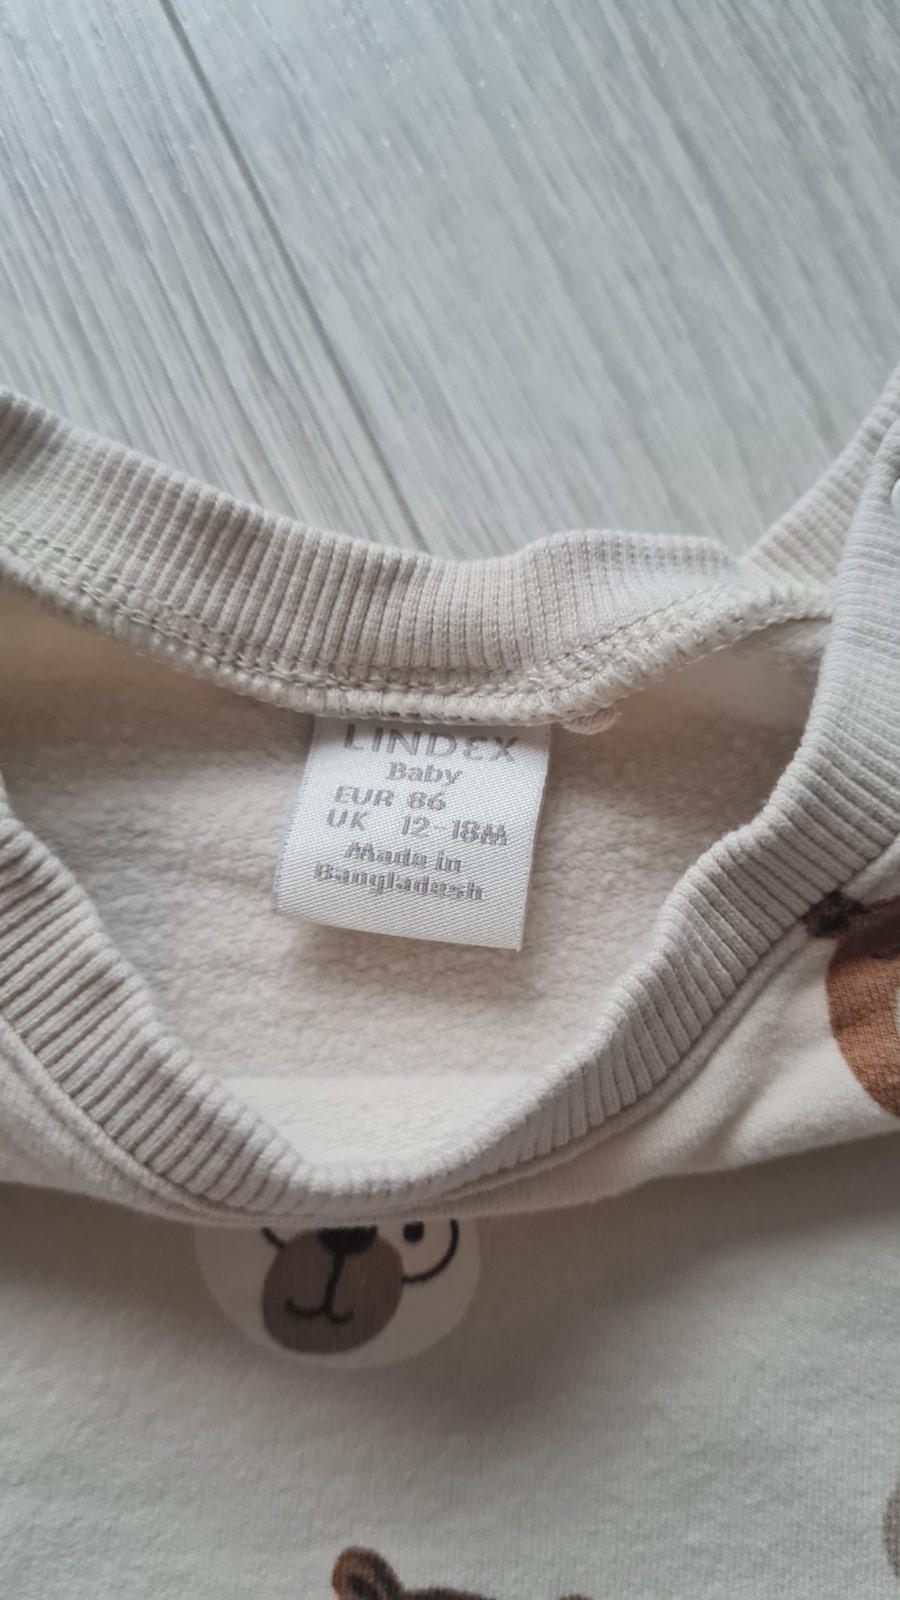 LINDEX
Baby
EUR 86
UK 12-18M
Made in
Bangladesh